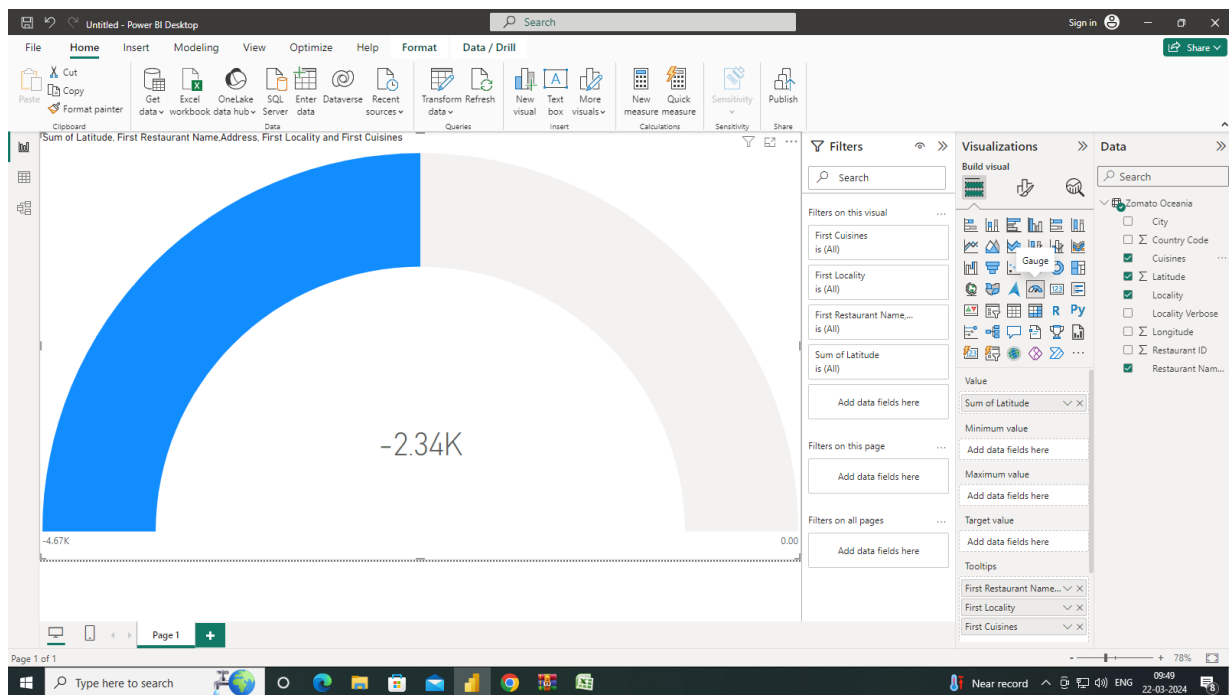 Untitled - Power BI Desktop
Search
Sign in
File Home Insert Modeling View Optimize Help Format Data / Drill
Share
Paste
Cut
Copy
Format painter
Clipboard
Get data
Excel workbook
OneLake data hub
SQL Server
Enter data
Dataverse
Recent sources
Data
Transform data
Refresh
Queries
New visual
Text box
More visuals
Insert
New measure
Quick measure
Calculations
Sensitivity
Sensitivity
Publish
Share
Sum of Latitude, First Restaurant Name,Address, First Locality and First Cuisines
-2.34K
-4.67K
0.00
Filters
Search
Filters on this visual
First Cuisines
is (All)
First Locality
is (All)
First Restaurant Name,...
is (All)
Sum of Latitude
is (All)
Add data fields here
Filters on this page
Add data fields here
Filters on all pages
Add data fields here
Visualizations
Build visual
Gauge
123
R Py
123
Value
Sum of Latitude
Minimum value
Add data fields here
Maximum value
Add data fields here
Target value
Add data fields here
Tooltips
First Restaurant Name...
First Locality
First Cuisines
Data
Search
Zomato Oceania
City
Σ Country Code
Cuisines
Σ Latitude
Locality
Locality Verbose
Σ Longitude
Σ Restaurant ID
Restaurant Nam...
Page 1
Page 1 of 1
- + 78%
Type here to search
Near record
ENG
09:49
22-03-2024